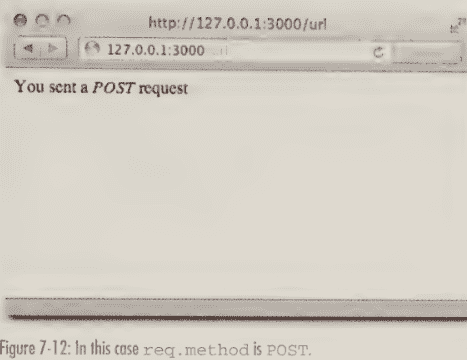 http://127.0.0.1:3000/url
127.0.0.1:3000
You sent a POST request
Figure 7-12: In this case req.method is POST.